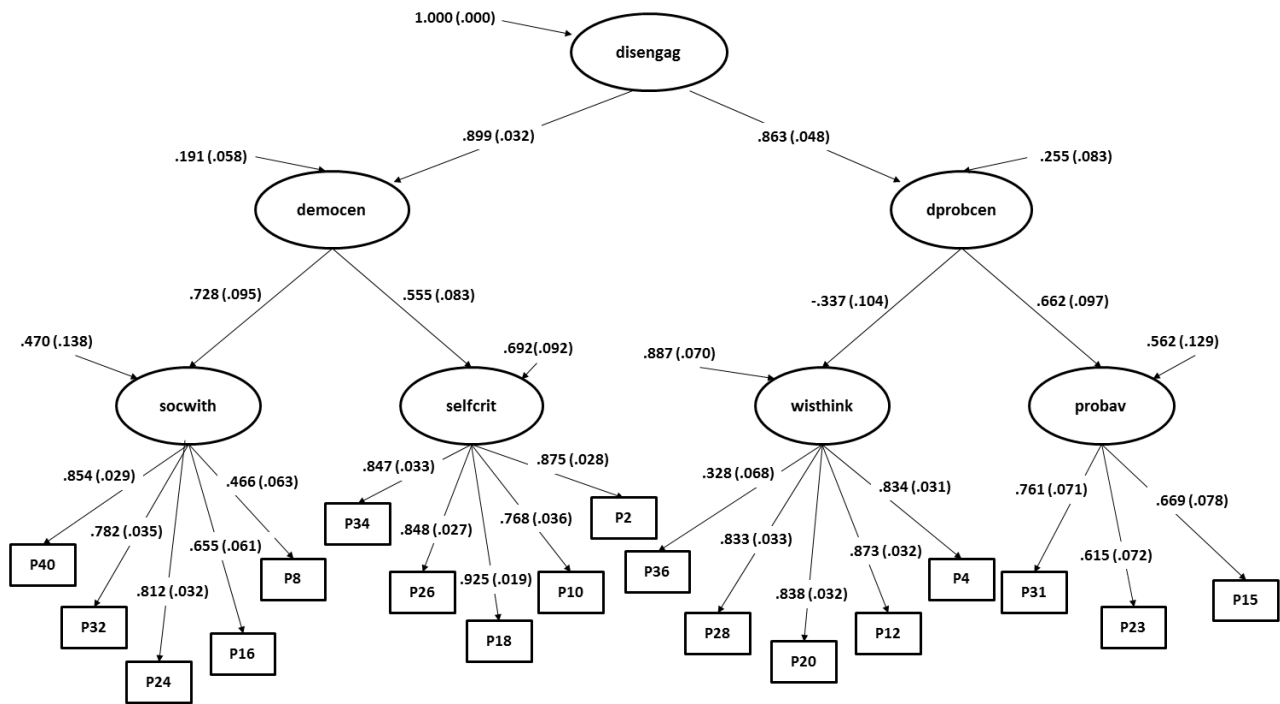 1.000 (.000)
disengag
.899 (.032)
.863 (.048)
.191 (.058)
.255 (.083)
democen
dprobcen
.728 (.095)
.555 (.083)
-.337 (.104)
.662 (.097)
.470 (.138)
.692(.092)
.887 (.070)
.562 (.129)
socwith
selfcrit
wisthink
probav
.854 (.029)
.466 (.063)
.782 (.035)
.655 (.061)
.812 (.032)
.847 (.033)
.875 (.028)
.848 (.027)
.768 (.036)
.925 (.019)
.328 (.068)
.834 (.031)
.833 (.033)
.873 (.032)
.838 (.032)
.761 (.071)
.669 (.078)
.615 (.072)
P40
P32
P24
P16
P8
P34
P26
P18
P10
P2
P36
P28
P20
P12
P4
P31
P23
P15